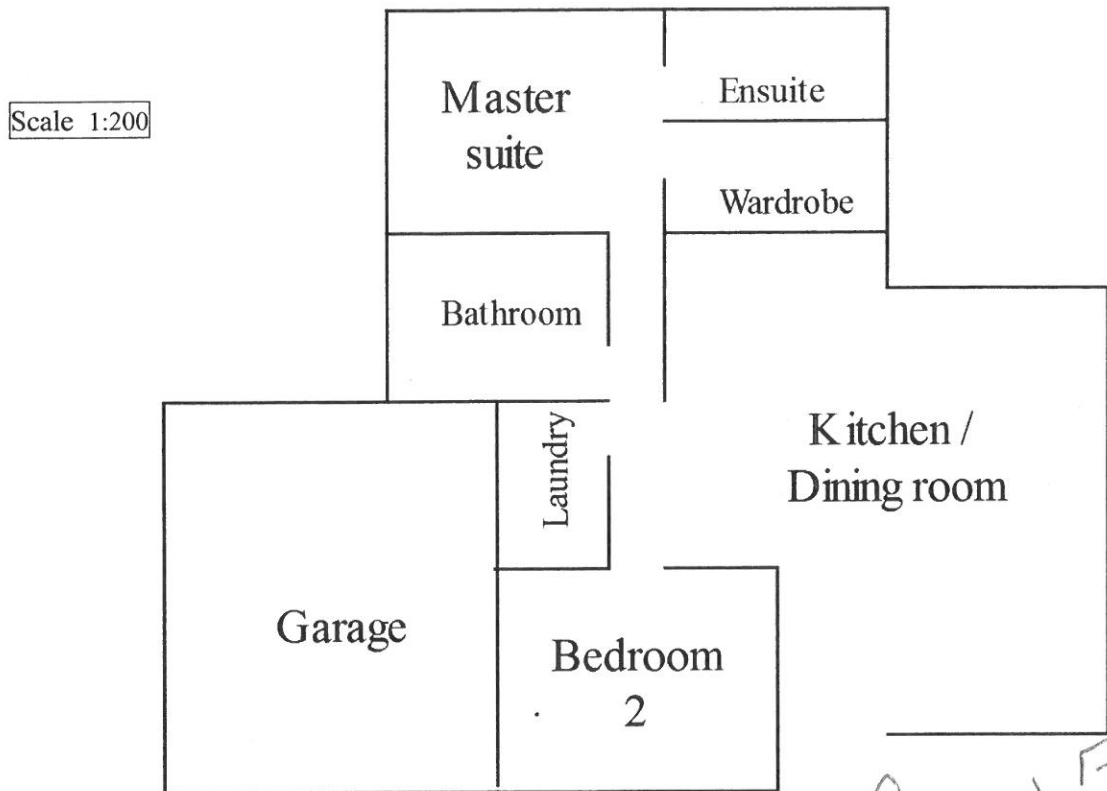 Scale 1:200
Master
suite
Ensuite
Wardrobe
Bathroom
Laundry
Kitchen /
Dining room
Garage
Bedroom
2